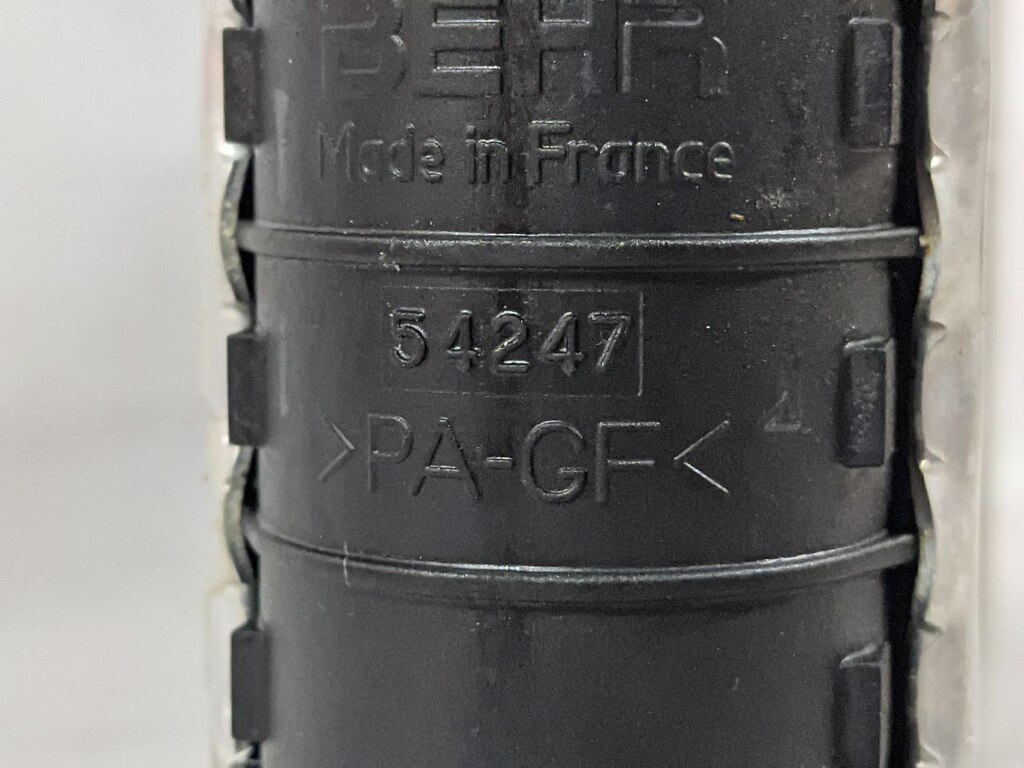 BEHR
Made in France
54247
>PA-GF<